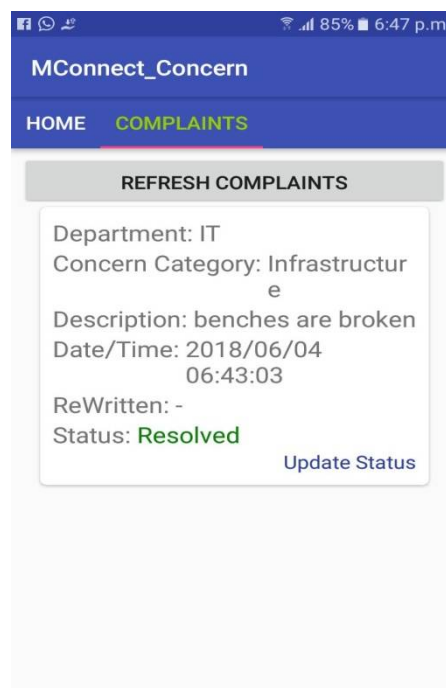 85% 6:47 p.m
MConnect_Concern
HOME COMPLAINTS
REFRESH COMPLAINTS
Department: IT
Concern Category: Infrastructur
e
Description: benches are broken
Date/Time: 2018/06/04
06:43:03
ReWritten: -
Status: Resolved
Update Status